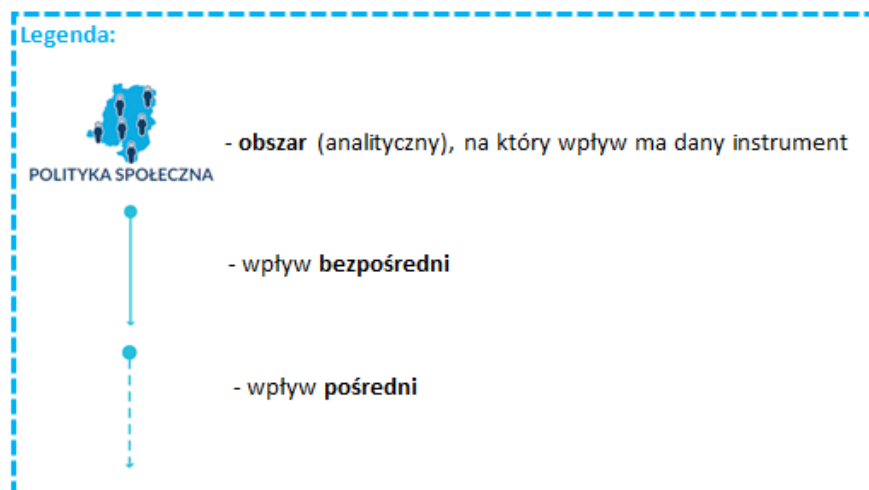 Legenda:
- obszar (analityczny), na który wpływ ma dany instrument
POLITYKA SPOŁECZNA
- wpływ bezpośredni
- wpływ pośredni